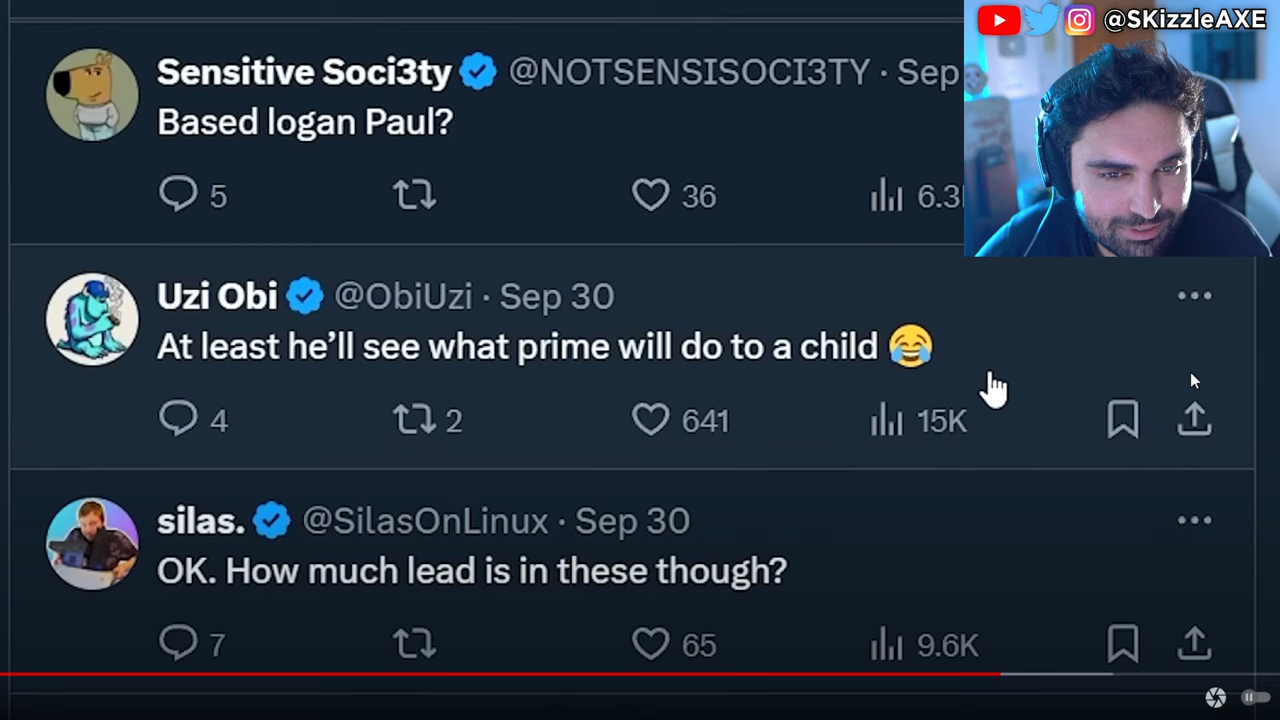 @SKizzleAXE
Sensitive Soci3ty @NOTSENSISOCI3TY · Sep
Based logan Paul?
5 36 6.3
Uzi Obi @ObiUzi · Sep 30
At least he'll see what prime will do to a child 😂
4 2 641 15K
silas. @SilasOnLinux · Sep 30
OK. How much lead is in these though?
7 65 9.6K